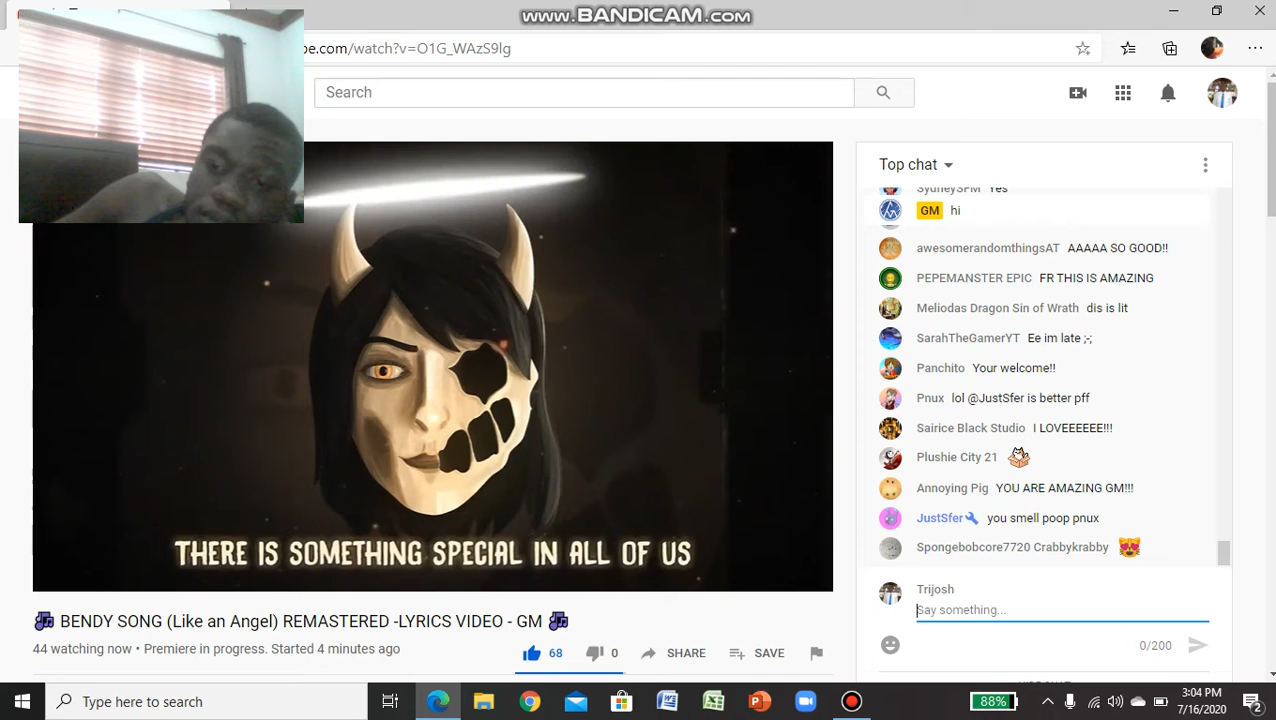 www.BANDICAM.com
be.com/watch?v=O1G_WAzS9lg
Search
Top chat
SydneySFM Yes
GM hi
awesomerandomthingsAT AAAAA SO GOOD!!
PEPEMANSTER EPIC FR THIS IS AMAZING
Meliodas Dragon Sin of Wrath dis is lit
SarahTheGamerYT Ee im late ;-;
Panchito Your welcome!!
Pnux lol @JustSfer is better pff
Sairice Black Studio I LOVEEEEEE!!!
Plushie City 21
Annoying Pig YOU ARE AMAZING GM!!!
JustSfer you smell poop pnux
Spongebobcore7720 Crabbykrabby
THERE IS SOMETHING SPECIAL IN ALL OF US
Trijosh
Say something...
0/200
BENDY SONG (Like an Angel) REMASTERED -LYRICS VIDEO - GM
44 watching now • Premiere in progress. Started 4 minutes ago
68
0
SHARE
SAVE
Type here to search
88%
3:04 PM
7/16/2020
2